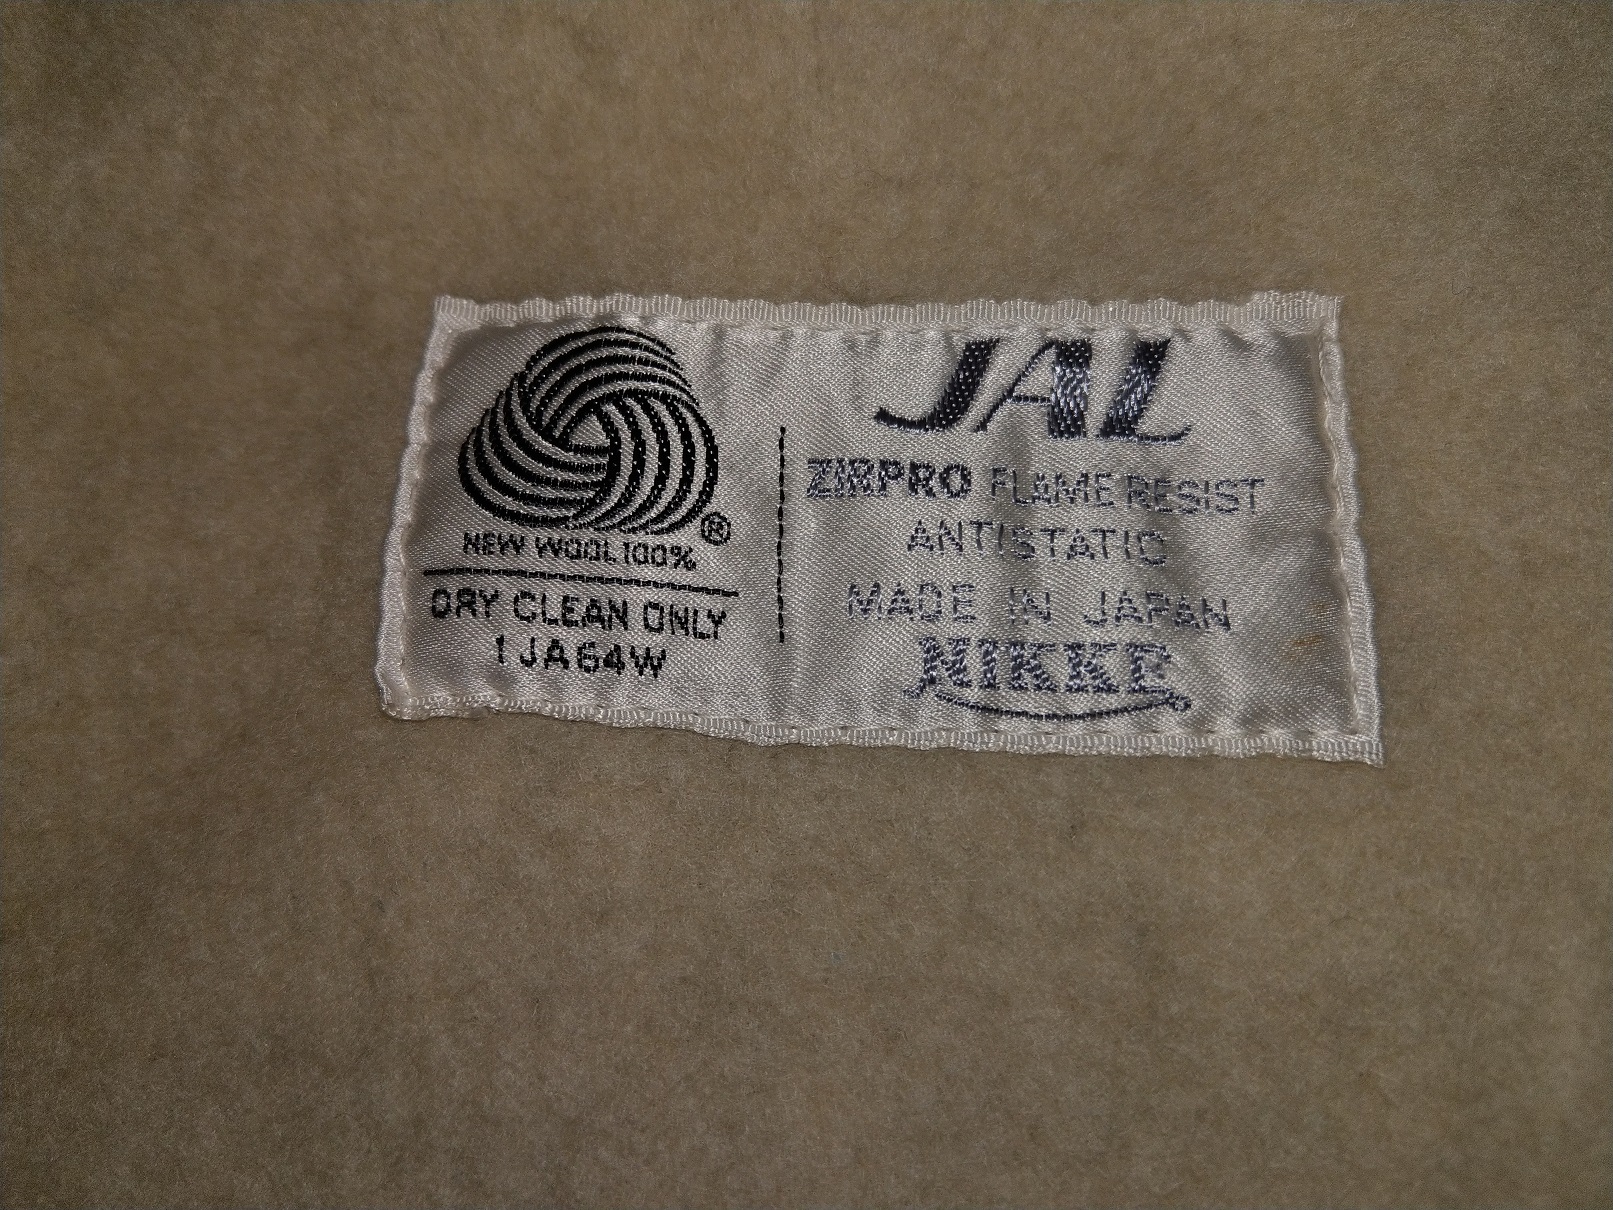 ®
NEW WOOL 100%
DRY CLEAN ONLY
1JA64W
JAL
ZIRPRO FLAME RESIST
ANTISTATIC
MADE IN JAPAN
NIKKE